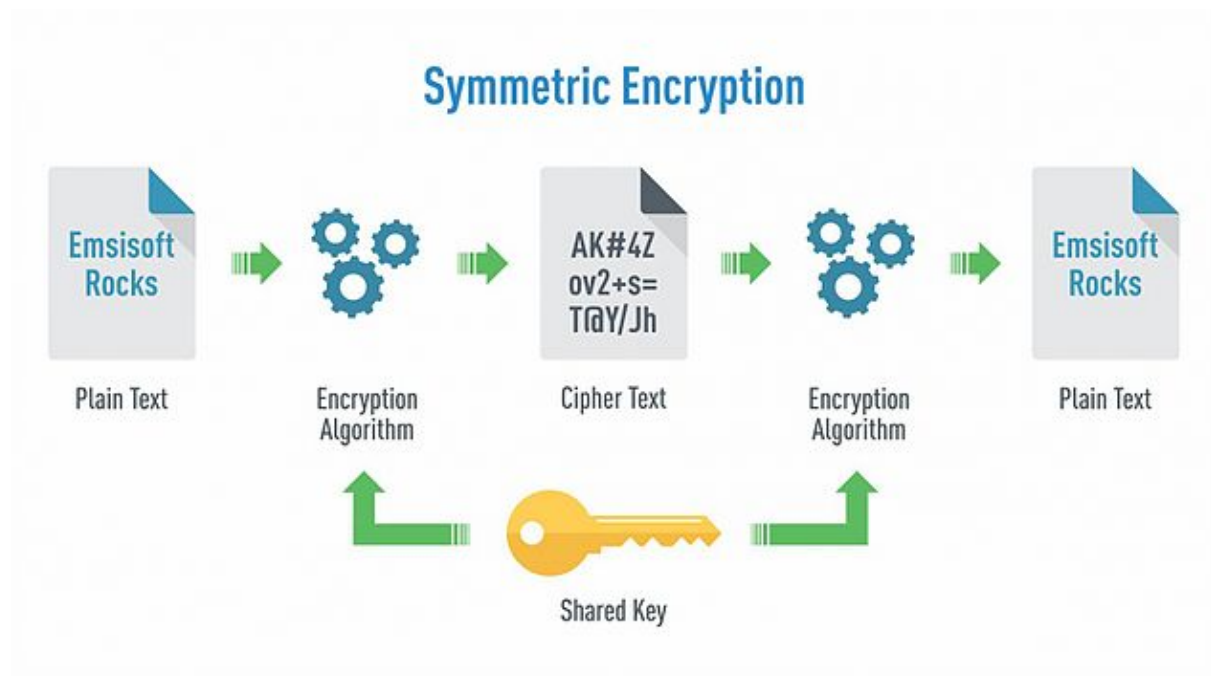 Symmetric Encryption
Emsisoft
Rocks
AK#4Z
ov2+s=
T@Y/Jh
Emsisoft
Rocks
Plain Text
Encryption
Algorithm
Cipher Text
Encryption
Algorithm
Plain Text
Shared Key